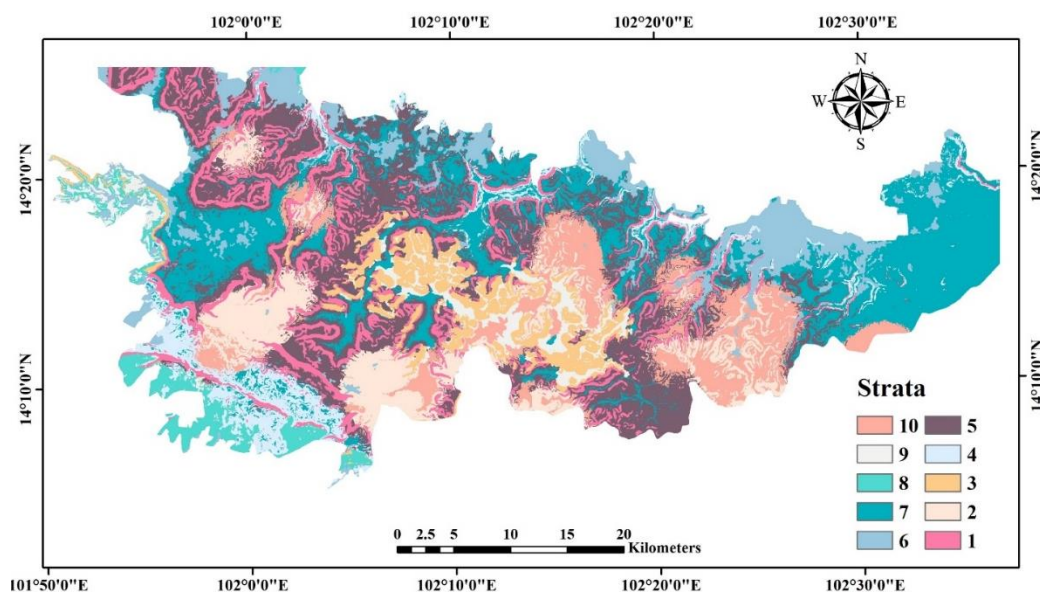 102°0'0"E 102°10'0"E 102°20'0"E 102°30'0"E
N
W E
S
14°20'0"N 14°20'0"N
14°10'0"N 14°10'0"N
Strata
10 5
9 4
8 3
7 2
6 1
0 2.5 5 10 15 20
Kilometers
101°50'0"E 102°0'0"E 102°10'0"E 102°20'0"E 102°30'0"E